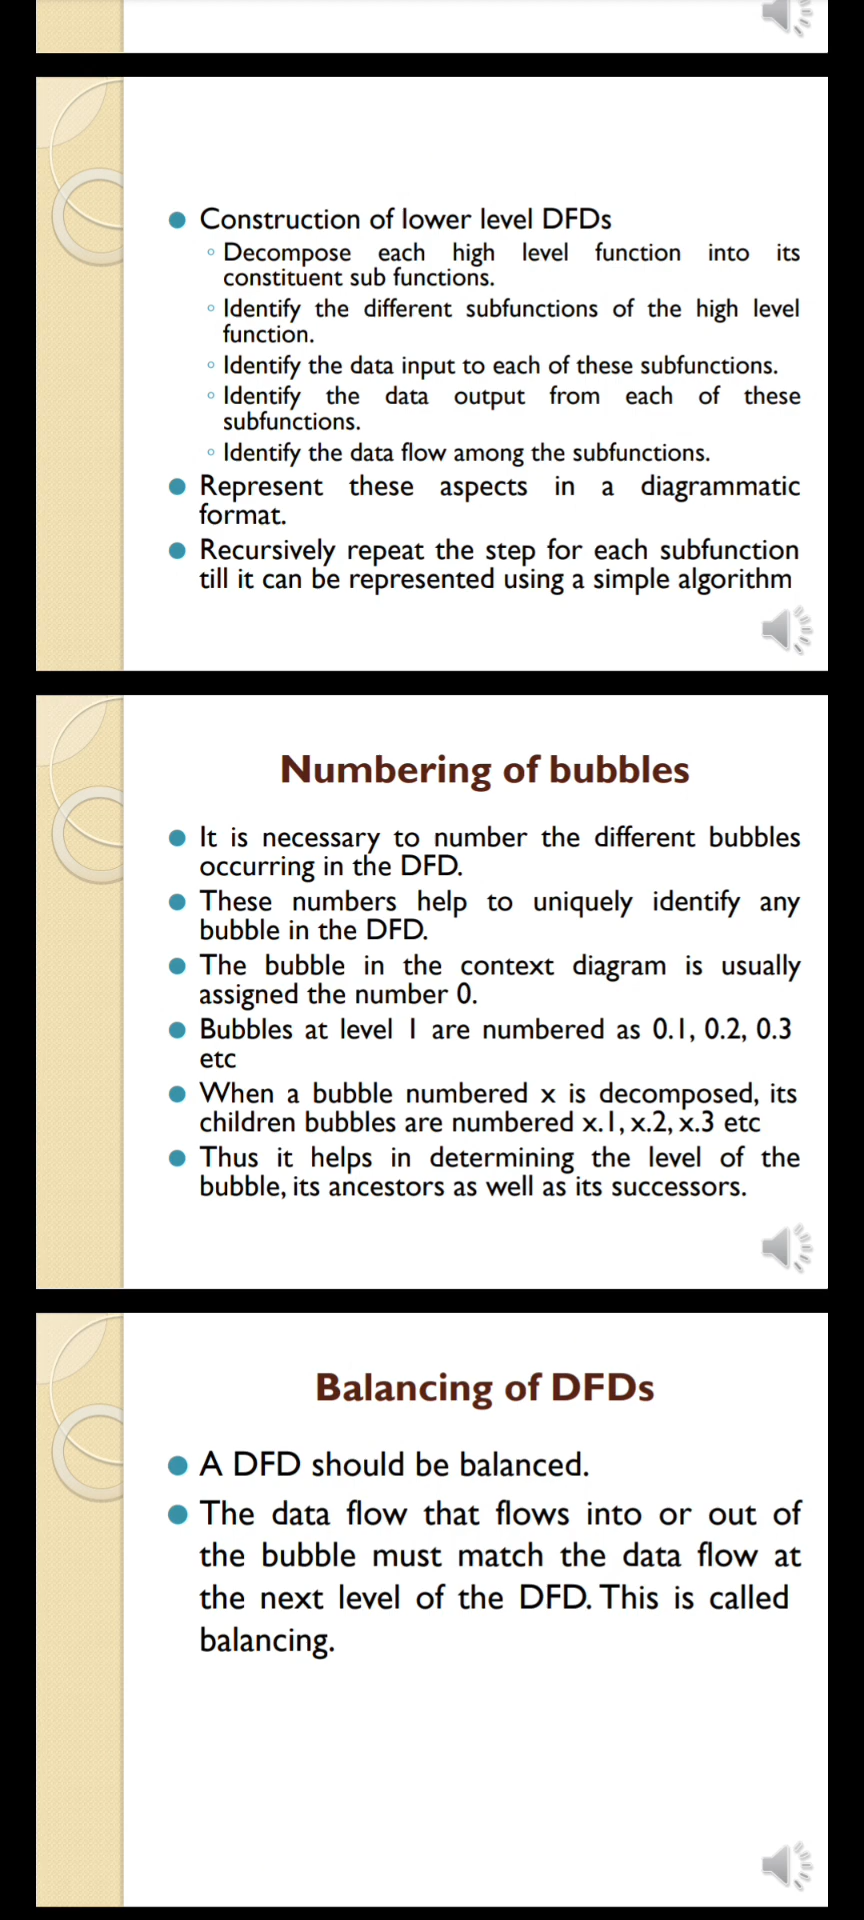 Construction of lower level DFDs
Decompose each high level function into its
constituent sub functions.
Identify the different subfunctions of the high level
function.
Identify the data input to each of these subfunctions.
Identify the data output from each of these
subfunctions.
Identify the data flow among the subfunctions.
Represent these aspects in a diagrammatic
format.
Recursively repeat the step for each subfunction
till it can be represented using a simple algorithm
Numbering of bubbles
It is necessary to number the different bubbles
occurring in the DFD.
These numbers help to uniquely identify any
bubble in the DFD.
The bubble in the context diagram is usually
assigned the number 0.
Bubbles at level 1 are numbered as 0.1, 0.2, 0.3
etc
When a bubble numbered x is decomposed, its
children bubbles are numbered x.1, x.2, x.3 etc
Thus it helps in determining the level of the
bubble, its ancestors as well as its successors.
Balancing of DFDs
A DFD should be balanced.
The data flow that flows into or out of
the bubble must match the data flow at
the next level of the DFD. This is called
balancing.